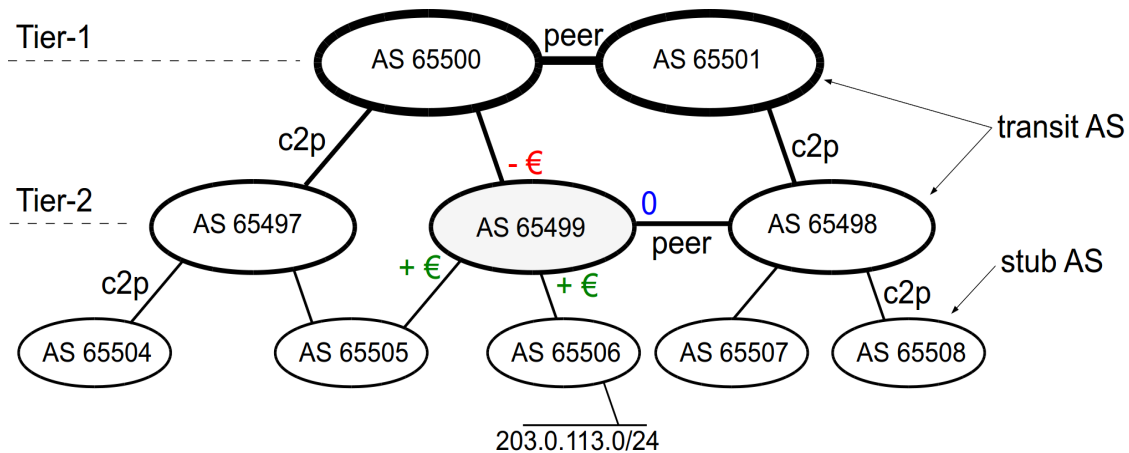 Tier-1
AS 65500
peer
AS 65501
transit AS
c2p
- €
c2p
Tier-2
AS 65497
AS 65499
0
peer
AS 65498
stub AS
c2p
+ €
+ €
c2p
AS 65504
AS 65505
AS 65506
AS 65507
AS 65508
203.0.113.0/24